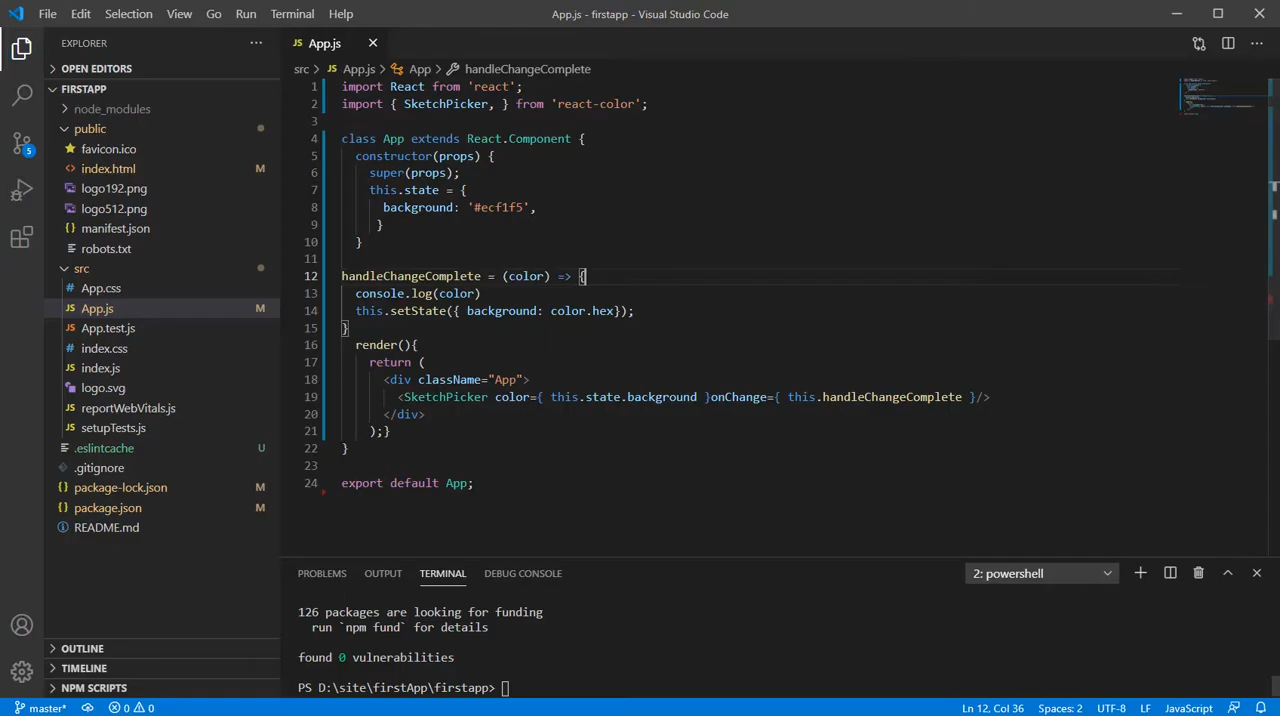 File Edit Selection View Go Run Terminal Help App.js - firstapp - Visual Studio Code
EXPLORER
OPEN EDITORS
FIRSTAPP
node_modules
public
favicon.ico
index.html M
logo192.png
logo512.png
manifest.json
robots.txt
src
App.css
App.js M
App.test.js
index.css
index.js
logo.svg
reportWebVitals.js
setupTests.js
.eslintcache U
.gitignore
package-lock.json M
package.json M
README.md
OUTLINE
TIMELINE
NPM SCRIPTS
5
JS App.js
src > JS App.js > App > handleChangeComplete
1 import React from 'react';
2 import { SketchPicker, } from 'react-color';
3
4 class App extends React.Component {
5 constructor(props) {
6 super(props);
7 this.state = {
8 background: '#ecf1f5',
9 }
10 }
11
12 handleChangeComplete = (color) => {
13 console.log(color)
14 this.setState({ background: color.hex});
15 }
16 render(){
17 return (
18 <div className="App">
19 <SketchPicker color={ this.state.background }onChange={ this.handleChangeComplete }/>
20 </div>
21 );}
22 }
23
24 export default App;
PROBLEMS OUTPUT TERMINAL DEBUG CONSOLE 2: powershell
126 packages are looking for funding
run `npm fund` for details
found 0 vulnerabilities
PS D:\site\firstApp\firstapp>
master* 0 0 Ln 12, Col 36 Spaces: 2 UTF-8 LF JavaScript